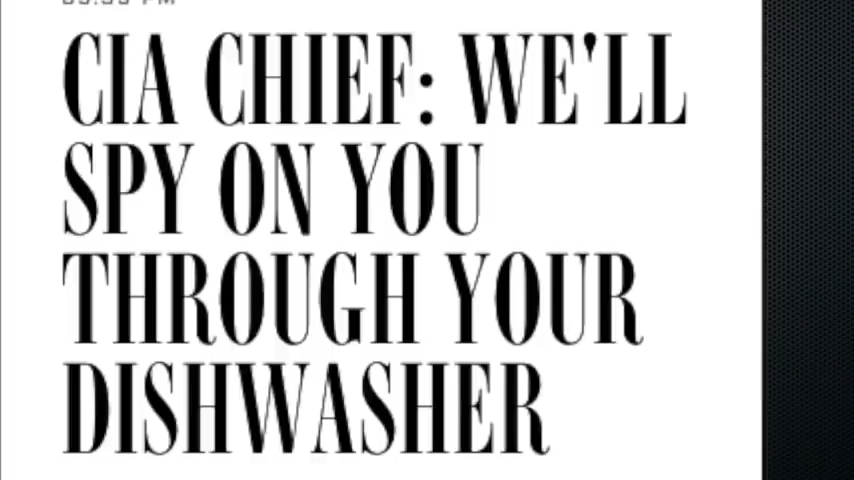 CIA CHIEF: WE'LL
SPY ON YOU
THROUGH YOUR
DISHWASHER